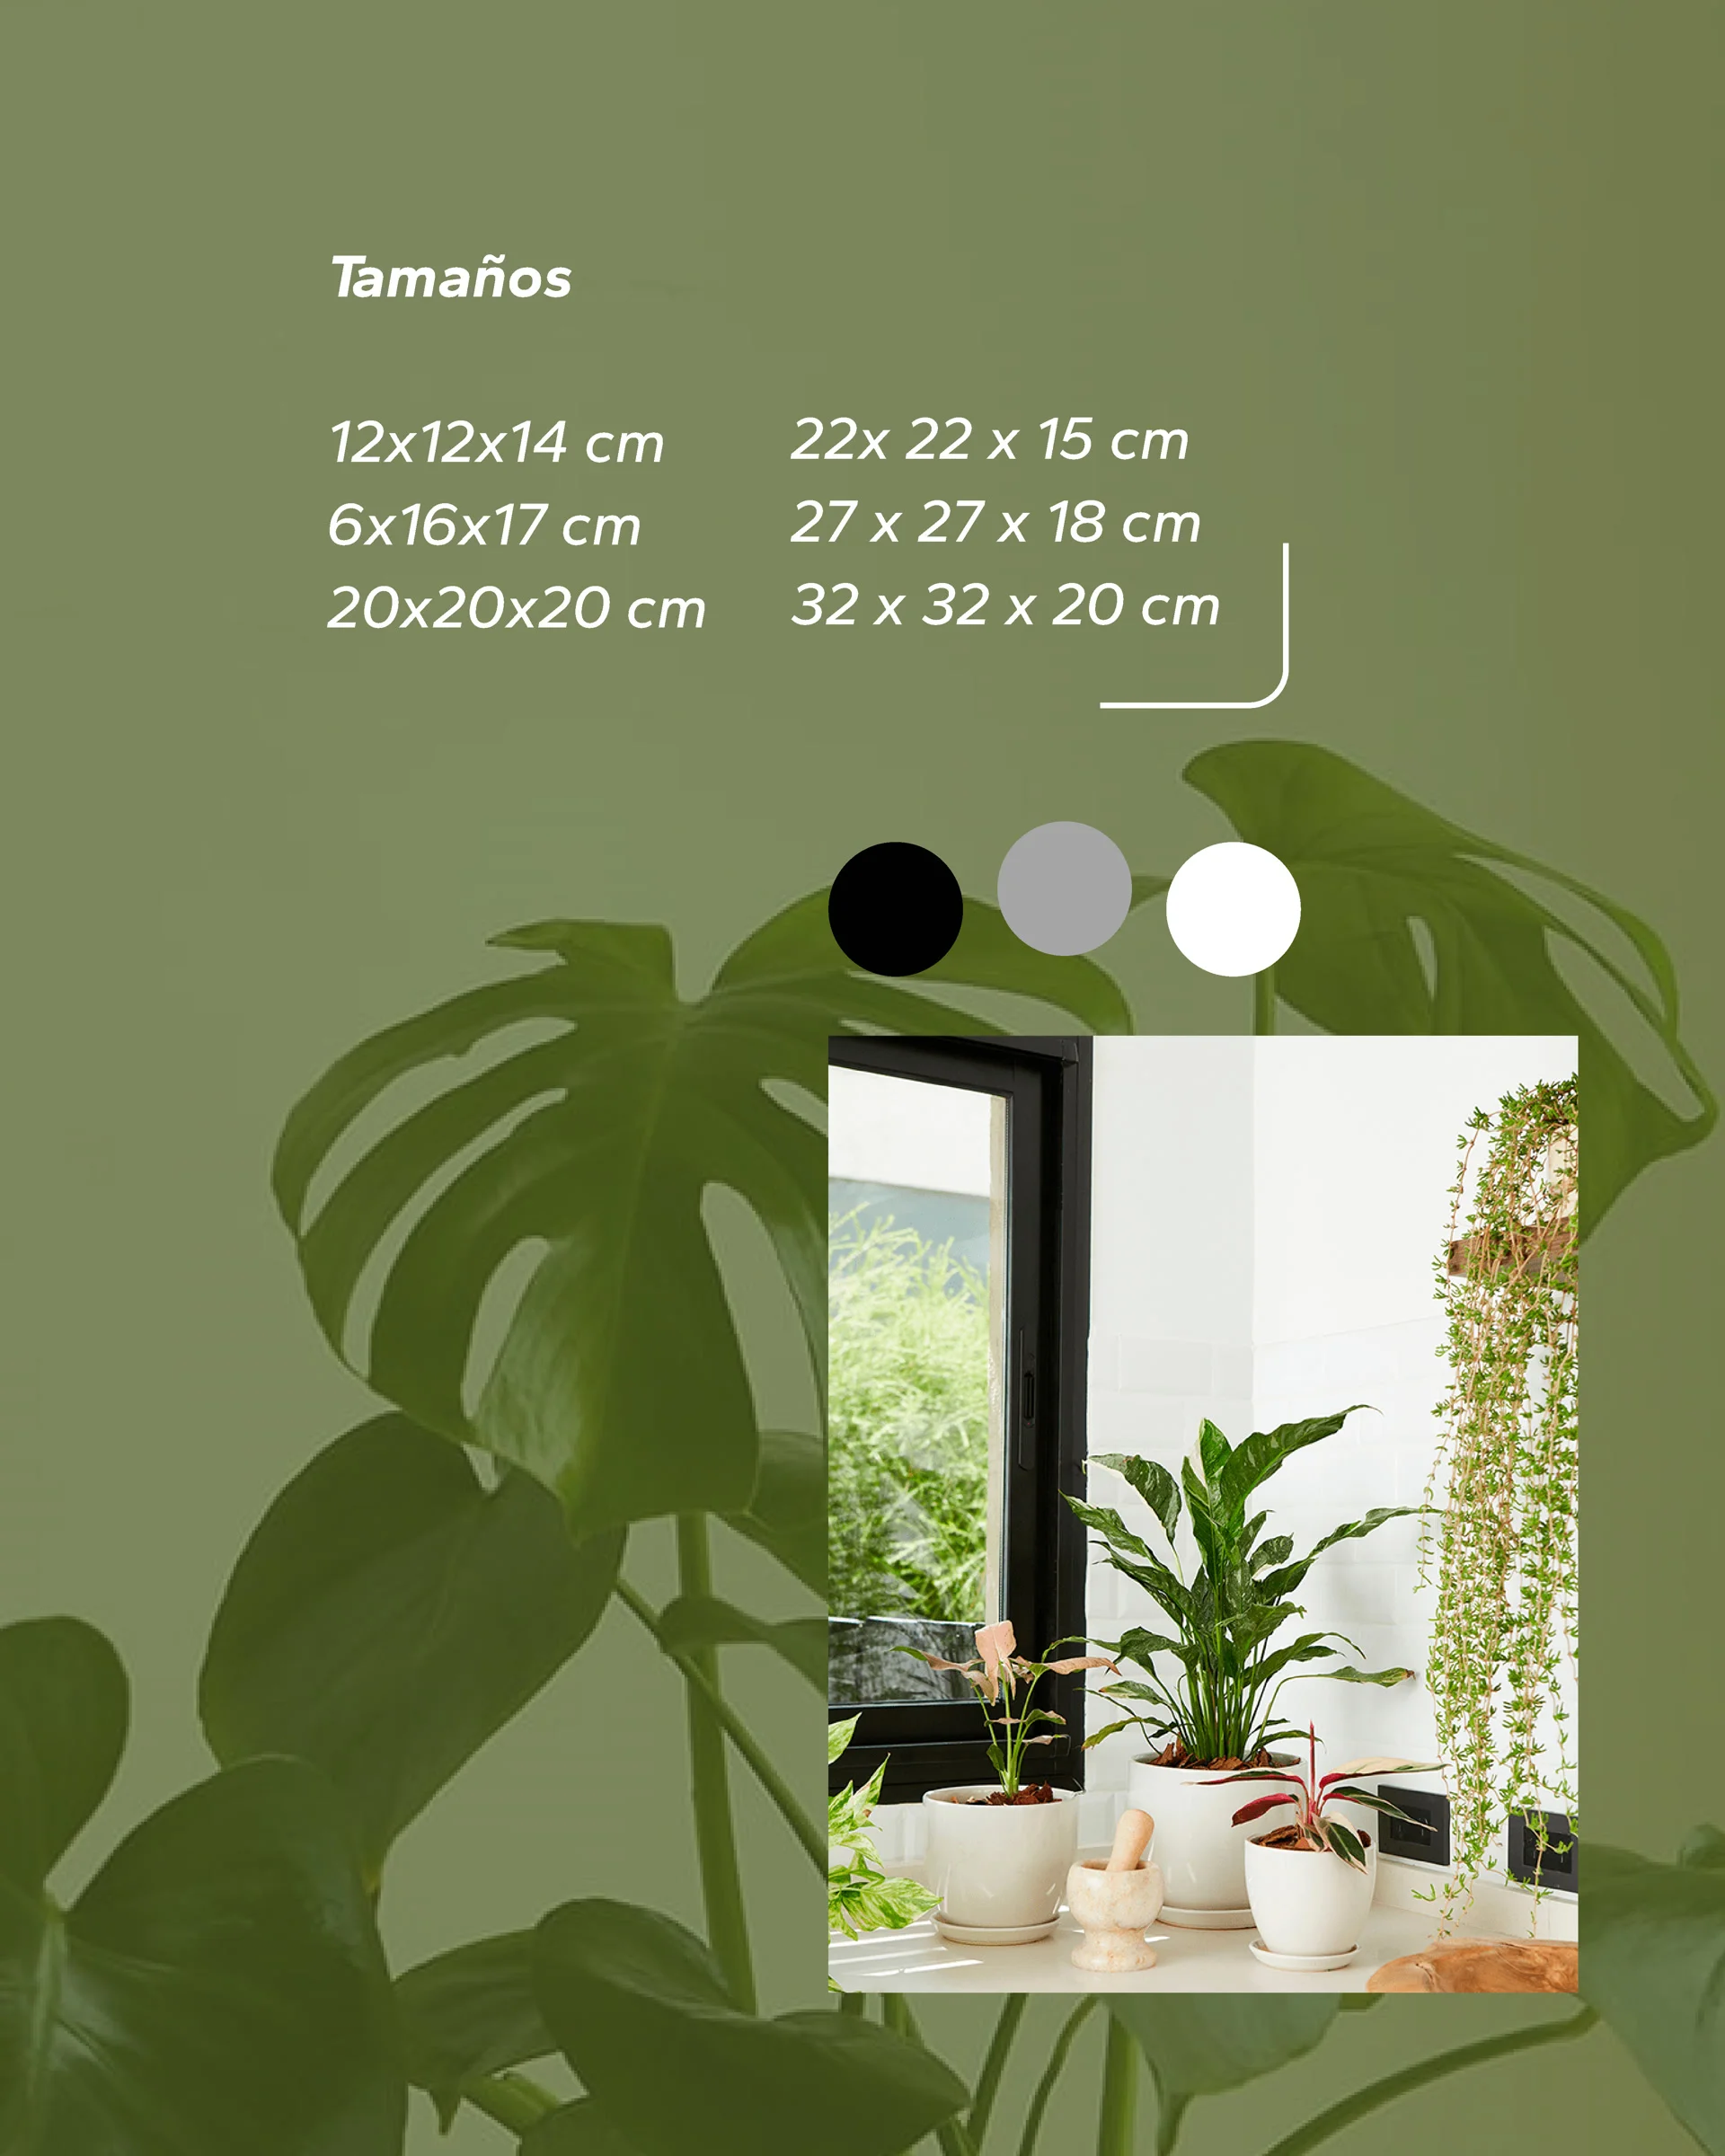 Tamaños
12x12x14 cm
6x16x17 cm
20x20x20 cm
22x 22 x 15 cm
27 x 27 x 18 cm
32 x 32 x 20 cm